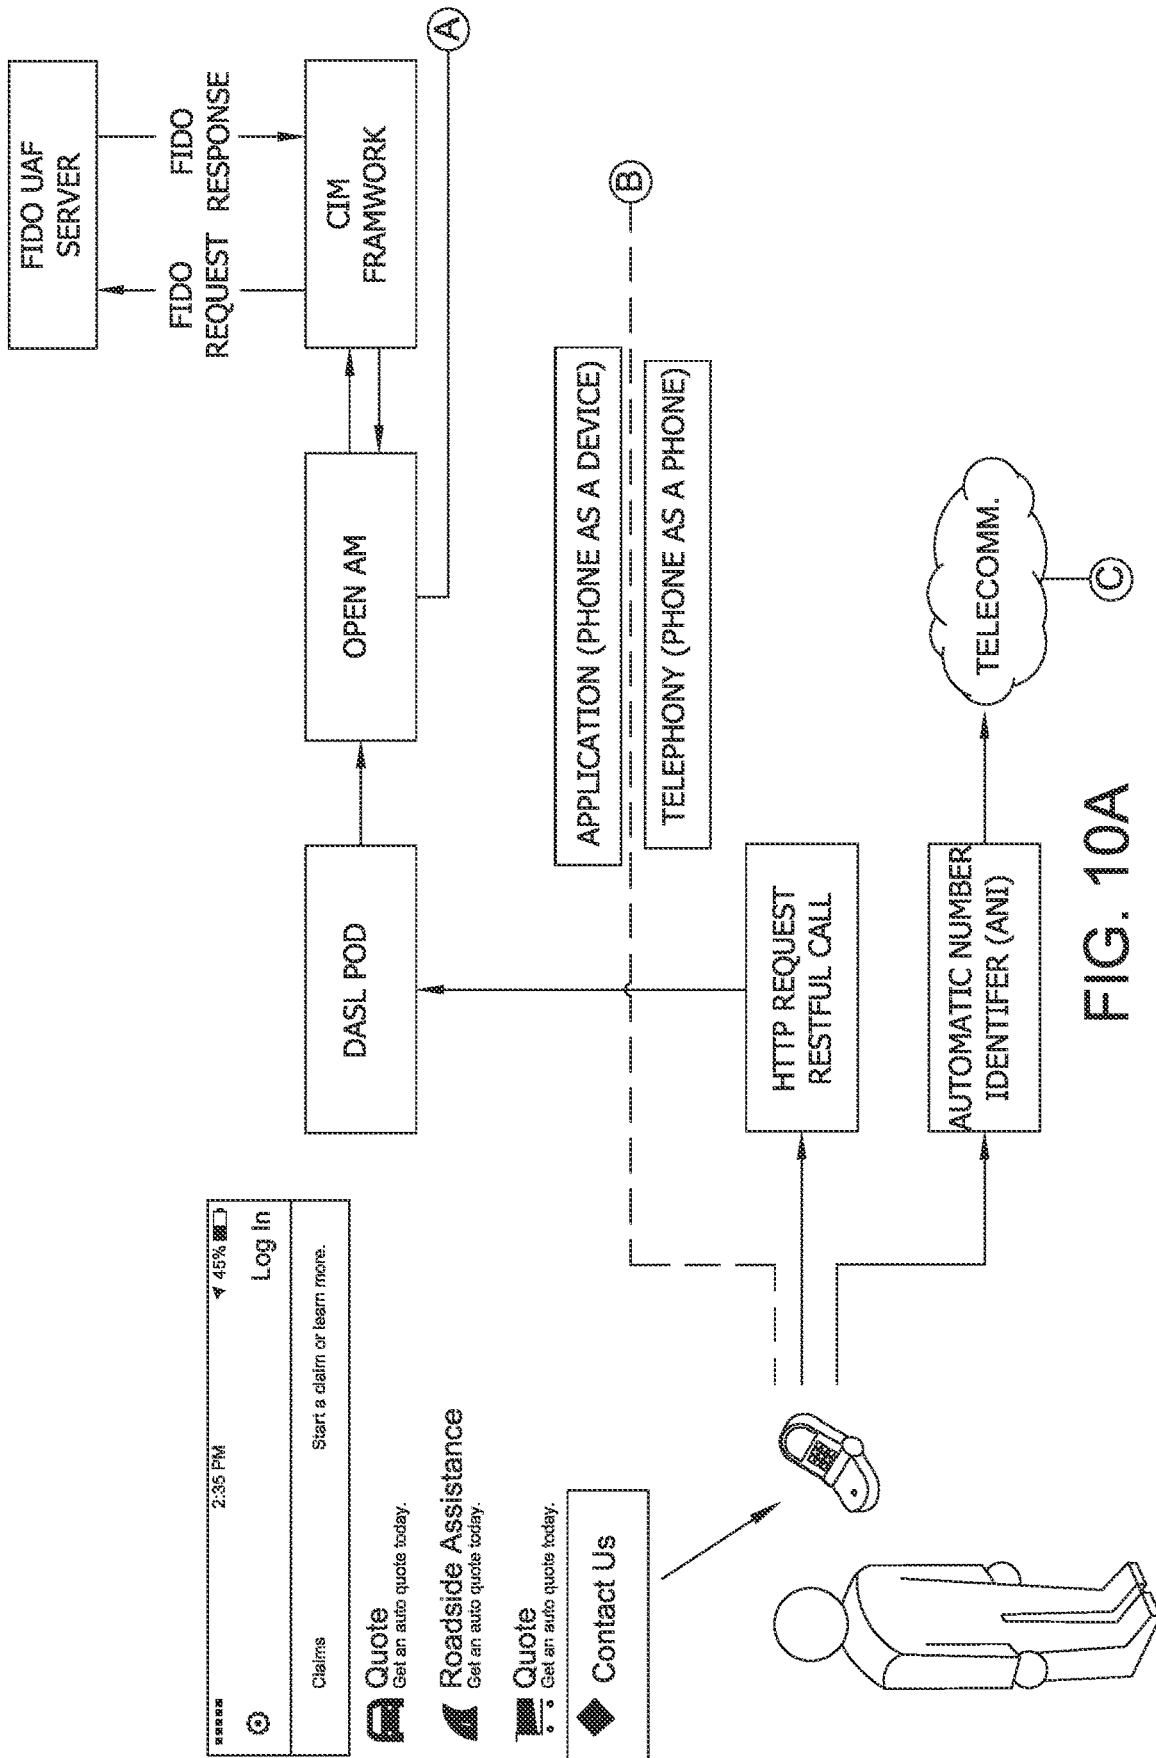 2:35 PM
45%
Log In
Claims
Start a claim or learn more.
Quote
Get an auto quote today.
Roadside Assistance
Get an auto quote today.
Quote
Get an auto quote today.
Contact Us
DASL POD
OPEN AM
CIM
FRAMWORK
FIDO
REQUEST
FIDO
RESPONSE
FIDO UAF
SERVER
A
APPLICATION (PHONE AS A DEVICE)
B
TELEPHONY (PHONE AS A PHONE)
HTTP REQUEST
RESTFUL CALL
AUTOMATIC NUMBER
IDENTIFER (ANI)
TELECOMM.
C
FIG. 10A